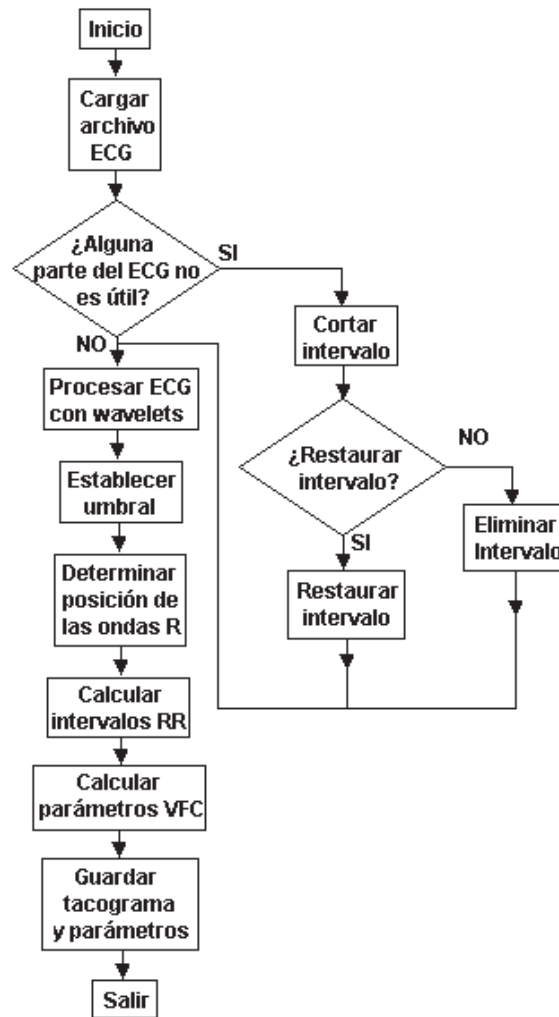 Inicio
Cargar
archivo
ECG
¿Alguna
parte del ECG no
es útil?
SI
NO
Cortar
intervalo
¿Restaurar
intervalo?
NO
SI
Eliminar
Intervalo
Restaurar
intervalo
Procesar ECG
con wavelets
Establecer
umbral
Determinar
posición de
las ondas R
Calcular
intervalos RR
Calcular
parámetros VFC
Guardar
tacograma
y parámetros
Salir